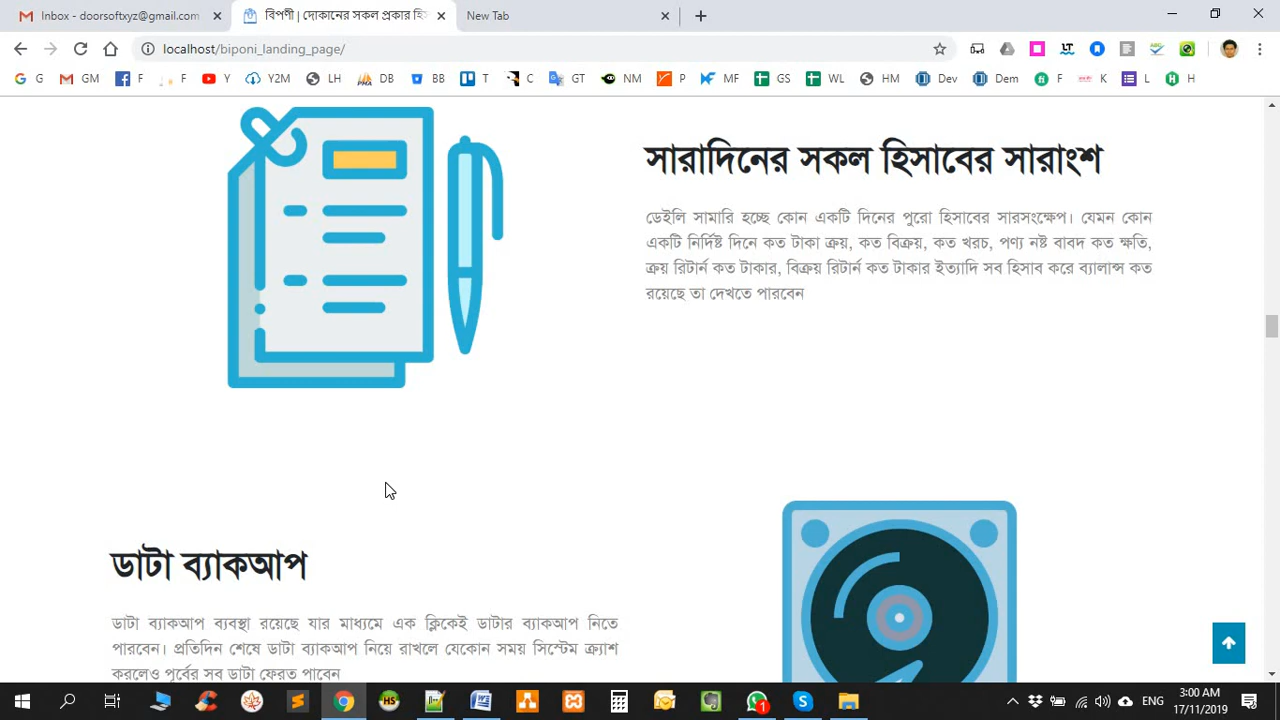 Inbox - doorsoftxyz@gmail.com
বিপণী | দোকানের সকল প্রকার হিস
New Tab
localhost/biponi_landing_page/
G GM F F Y Y2M LH DB BB T C GT NM P MF GS WL HM Dev Dem F K L H
সারাদিনের সকল হিসাবের সারাংশ
ডেইলি সামারি হচ্ছে কোন একটি দিনের পুরো হিসাবের সারসংক্ষেপ। যেমন কোন
একটি নির্দিষ্ট দিনে কত টাকা ক্রয়, কত বিক্রয়, কত খরচ, পণ্য নষ্ট বাবদ কত ক্ষতি,
ক্রয় রিটার্ন কত টাকার, বিক্রয় রিটার্ন কত টাকার ইত্যাদি সব হিসাব করে ব্যালান্স কত
রয়েছে তা দেখতে পারবেন
ডাটা ব্যাকআপ
ডাটা ব্যাকআপ ব্যবস্থা রয়েছে যার মাধ্যমে এক ক্লিকেই ডাটার ব্যাকআপ নিতে
পারবেন। প্রতিদিন শেষে ডাটা ব্যাকআপ নিয়ে রাখলে যেকোন সময় সিস্টেম ক্র্যাশ
করলেও পূর্বের সব ডাটা ফেরত পাবেন
ENG
3:00 AM
17/11/2019